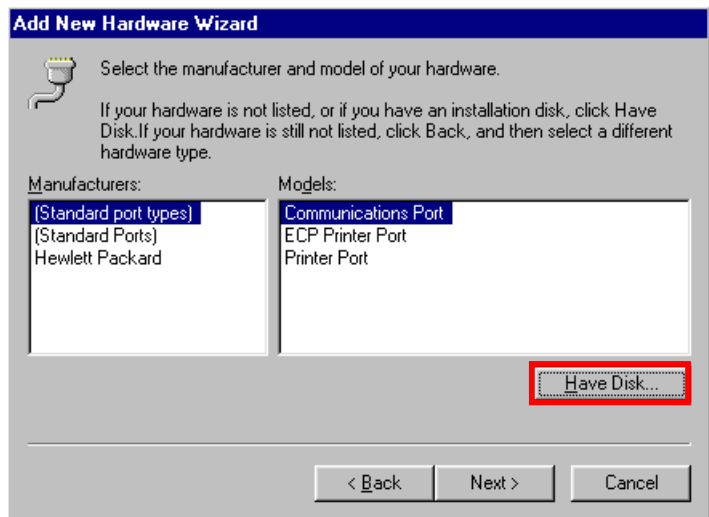 Add New Hardware Wizard
Select the manufacturer and model of your hardware.
If your hardware is not listed, or if you have an installation disk, click Have
Disk.If your hardware is still not listed, click Back, and then select a different
hardware type.
Manufacturers:
Models:
(Standard port types)
(Standard Ports)
Hewlett Packard
Communications Port
ECP Printer Port
Printer Port
Have Disk...
< Back
Next >
Cancel